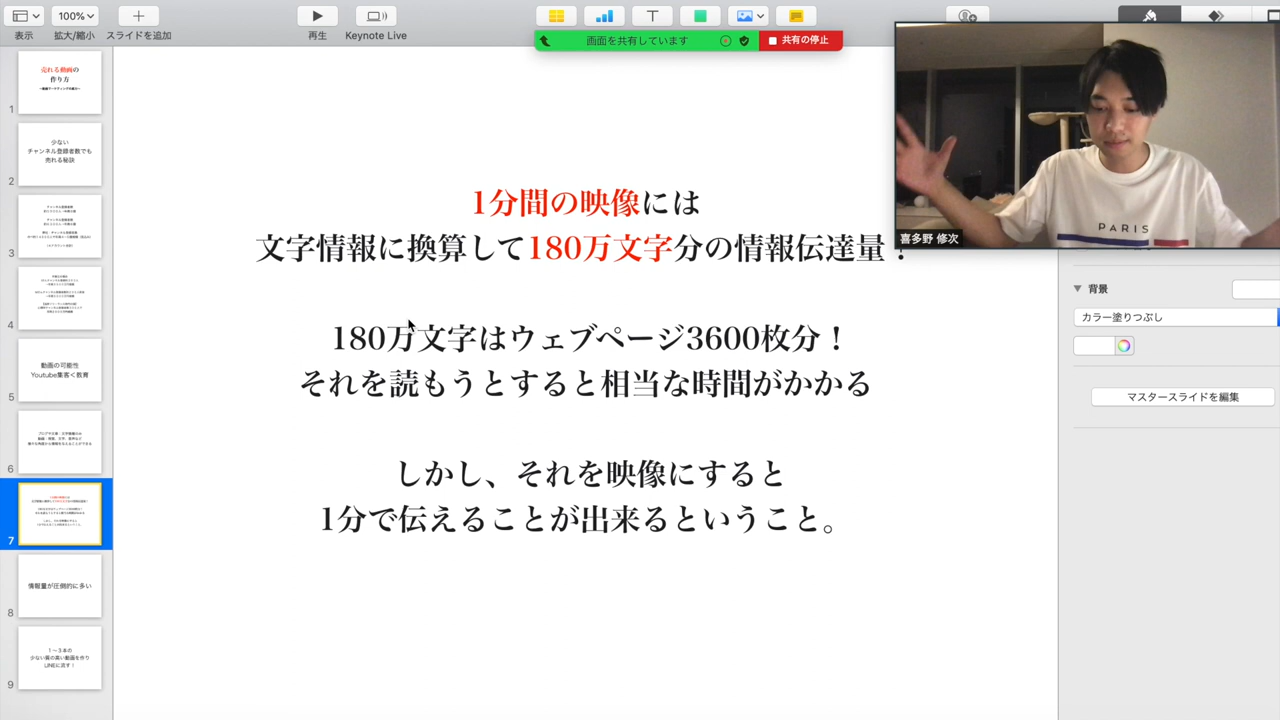 100%
表示
拡大/縮小
スライドを追加
再生
Keynote Live
画面を共有しています
共有の停止
喜多野 修次
PARIS
1
売れる動画の
作り方
2
少ない
チャンネル登録者数でも
売れる秘訣
3
4
5
動画の可能性
Youtube集客<教育
6
7
8
情報量が圧倒的に多い
9
1〜3本の
少ない質の高い動画を作り
LINEに流す！
1分間の映像には
文字情報に換算して180万文字分の情報伝達量！
180万文字はウェブページ3600枚分！
それを読もうとすると相当な時間がかかる
しかし、それを映像にすると
1分で伝えることが出来るということ。
背景
カラー塗りつぶし
マスタースライドを編集